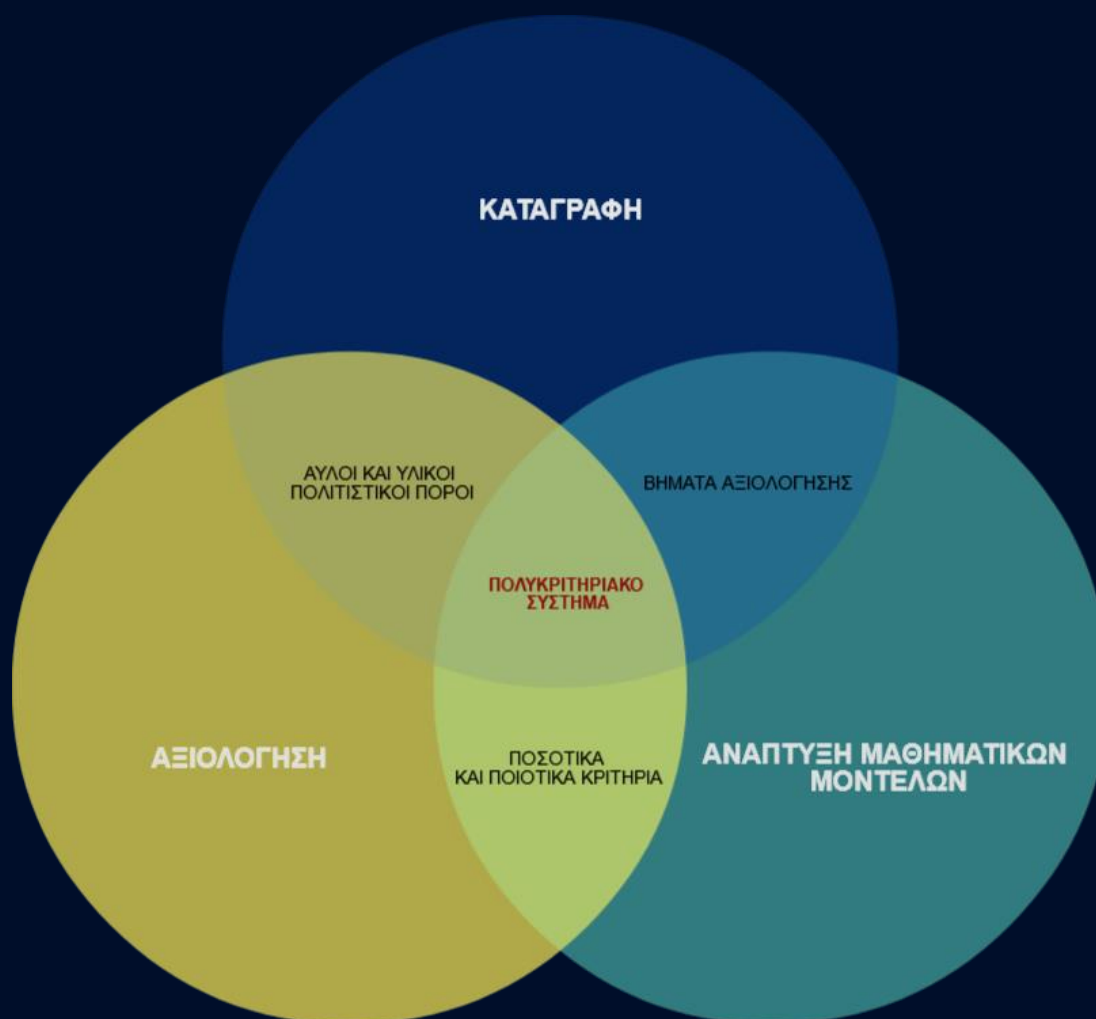 ΚΑΤΑΓΡΑΦΗ
ΑΥΛΟΙ ΚΑΙ ΥΛΙΚΟΙ
ΠΟΛΙΤΙΣΤΙΚΟΙ ΠΟΡΟΙ
ΒΗΜΑΤΑ ΑΞΙΟΛΟΓΗΣΗΣ
ΠΟΛΥΚΡΙΤΗΡΙΑΚΟ
ΣΥΣΤΗΜΑ
ΑΞΙΟΛΟΓΗΣΗ
ΠΟΣΟΤΙΚΑ
ΚΑΙ ΠΟΙΟΤΙΚΑ ΚΡΙΤΗΡΙΑ
ΑΝΑΠΤΥΞΗ ΜΑΘΗΜΑΤΙΚΩΝ
ΜΟΝΤΕΛΩΝ